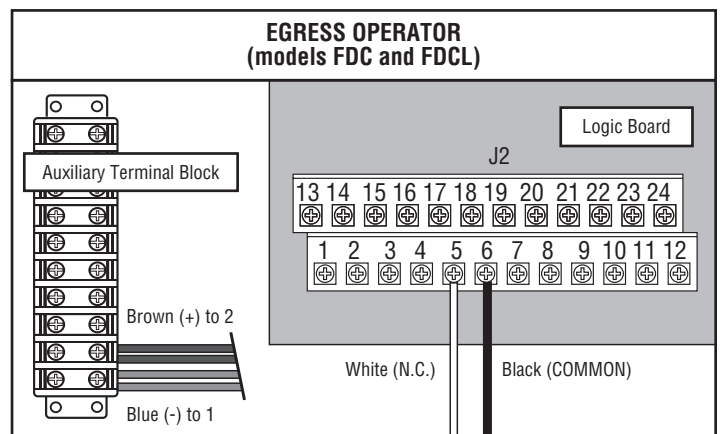 EGRESS OPERATOR
(models FDC and FDCL)
Auxiliary Terminal Block
Logic Board
J2
13 14 15 16 17 18 19 20 21 22 23 24
1 2 3 4 5 6 7 8 9 10 11 12
Brown (+) to 2
White (N.C.)
Black (COMMON)
Blue (-) to 1